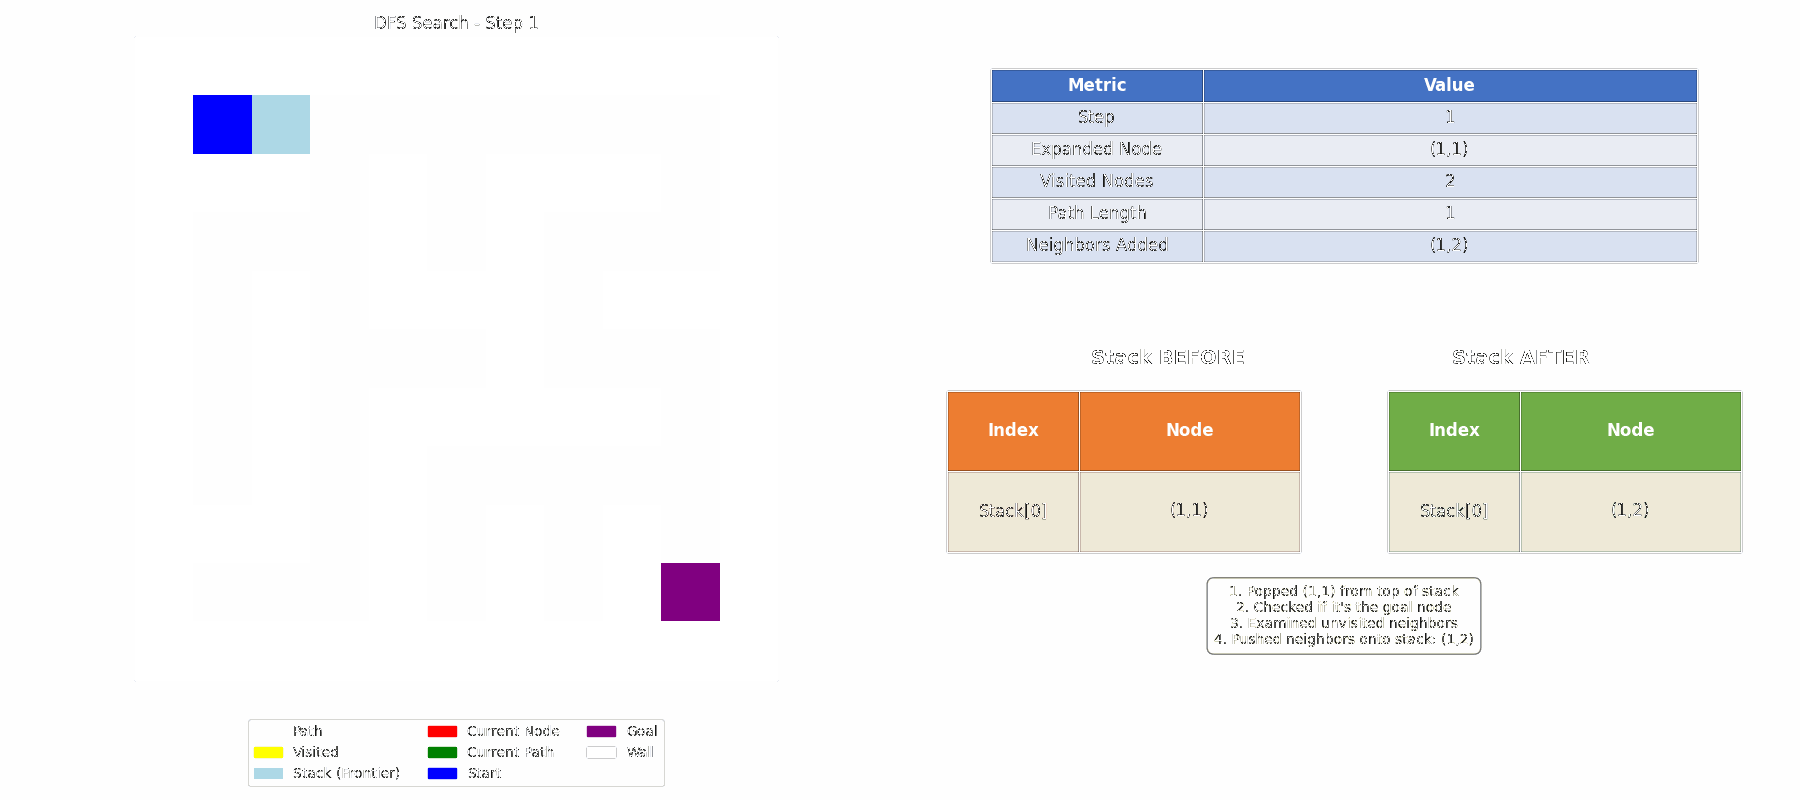 DFS Search - Step 1
Metric Value
Step 1
Expanded Node (1,1)
Visited Nodes 2
Path Length 1
Neighbors Added (1,2)
Stack BEFORE
Index Node
Stack[0] (1,1)
Stack AFTER
Index Node
Stack[0] (1,2)
1. Popped (1,1) from top of stack
2. Checked if it's the goal node
3. Examined unvisited neighbors
4. Pushed neighbors onto stack: (1,2)
Path
Visited
Stack (Frontier)
Current Node
Current Path
Start
Goal
Wall